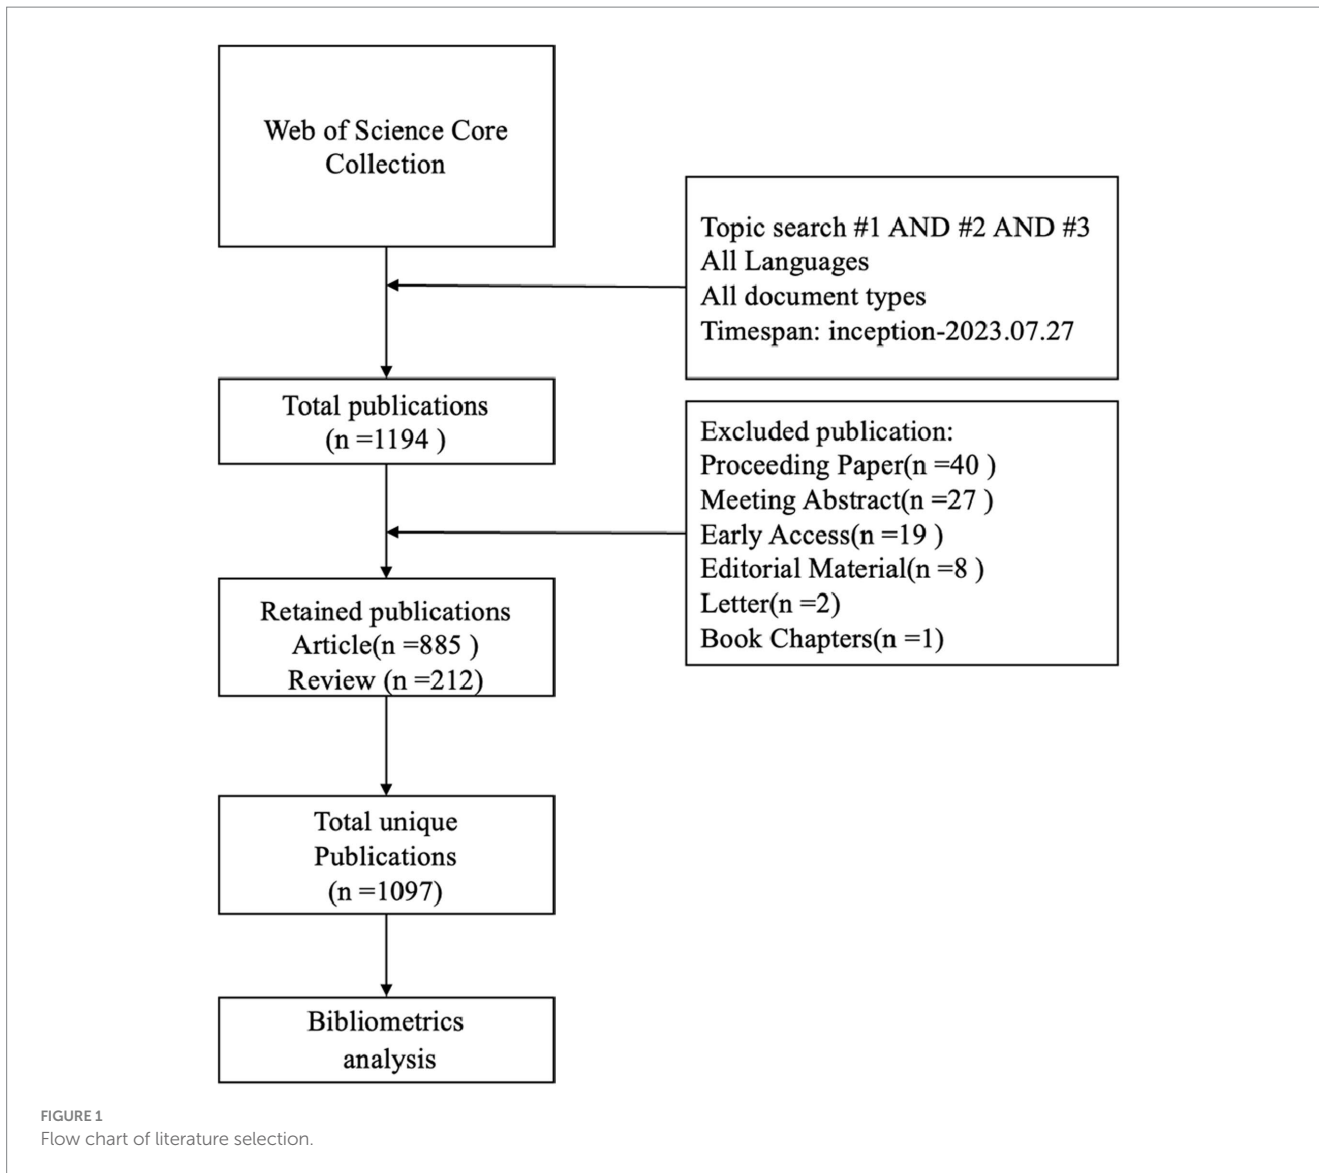 Web of Science Core
Collection
Topic search #1 AND #2 AND #3
All Languages
All document types
Timespan: inception-2023.07.27
Total publications
(n =1194 )
Excluded publication:
Proceeding Paper(n =40 )
Meeting Abstract(n =27 )
Early Access(n =19 )
Editorial Material(n =8 )
Letter(n =2)
Book Chapters(n =1)
Retained publications
Article(n =885 )
Review (n =212)
Total unique
Publications
(n =1097)
Bibliometrics
analysis
FIGURE 1
Flow chart of literature selection.